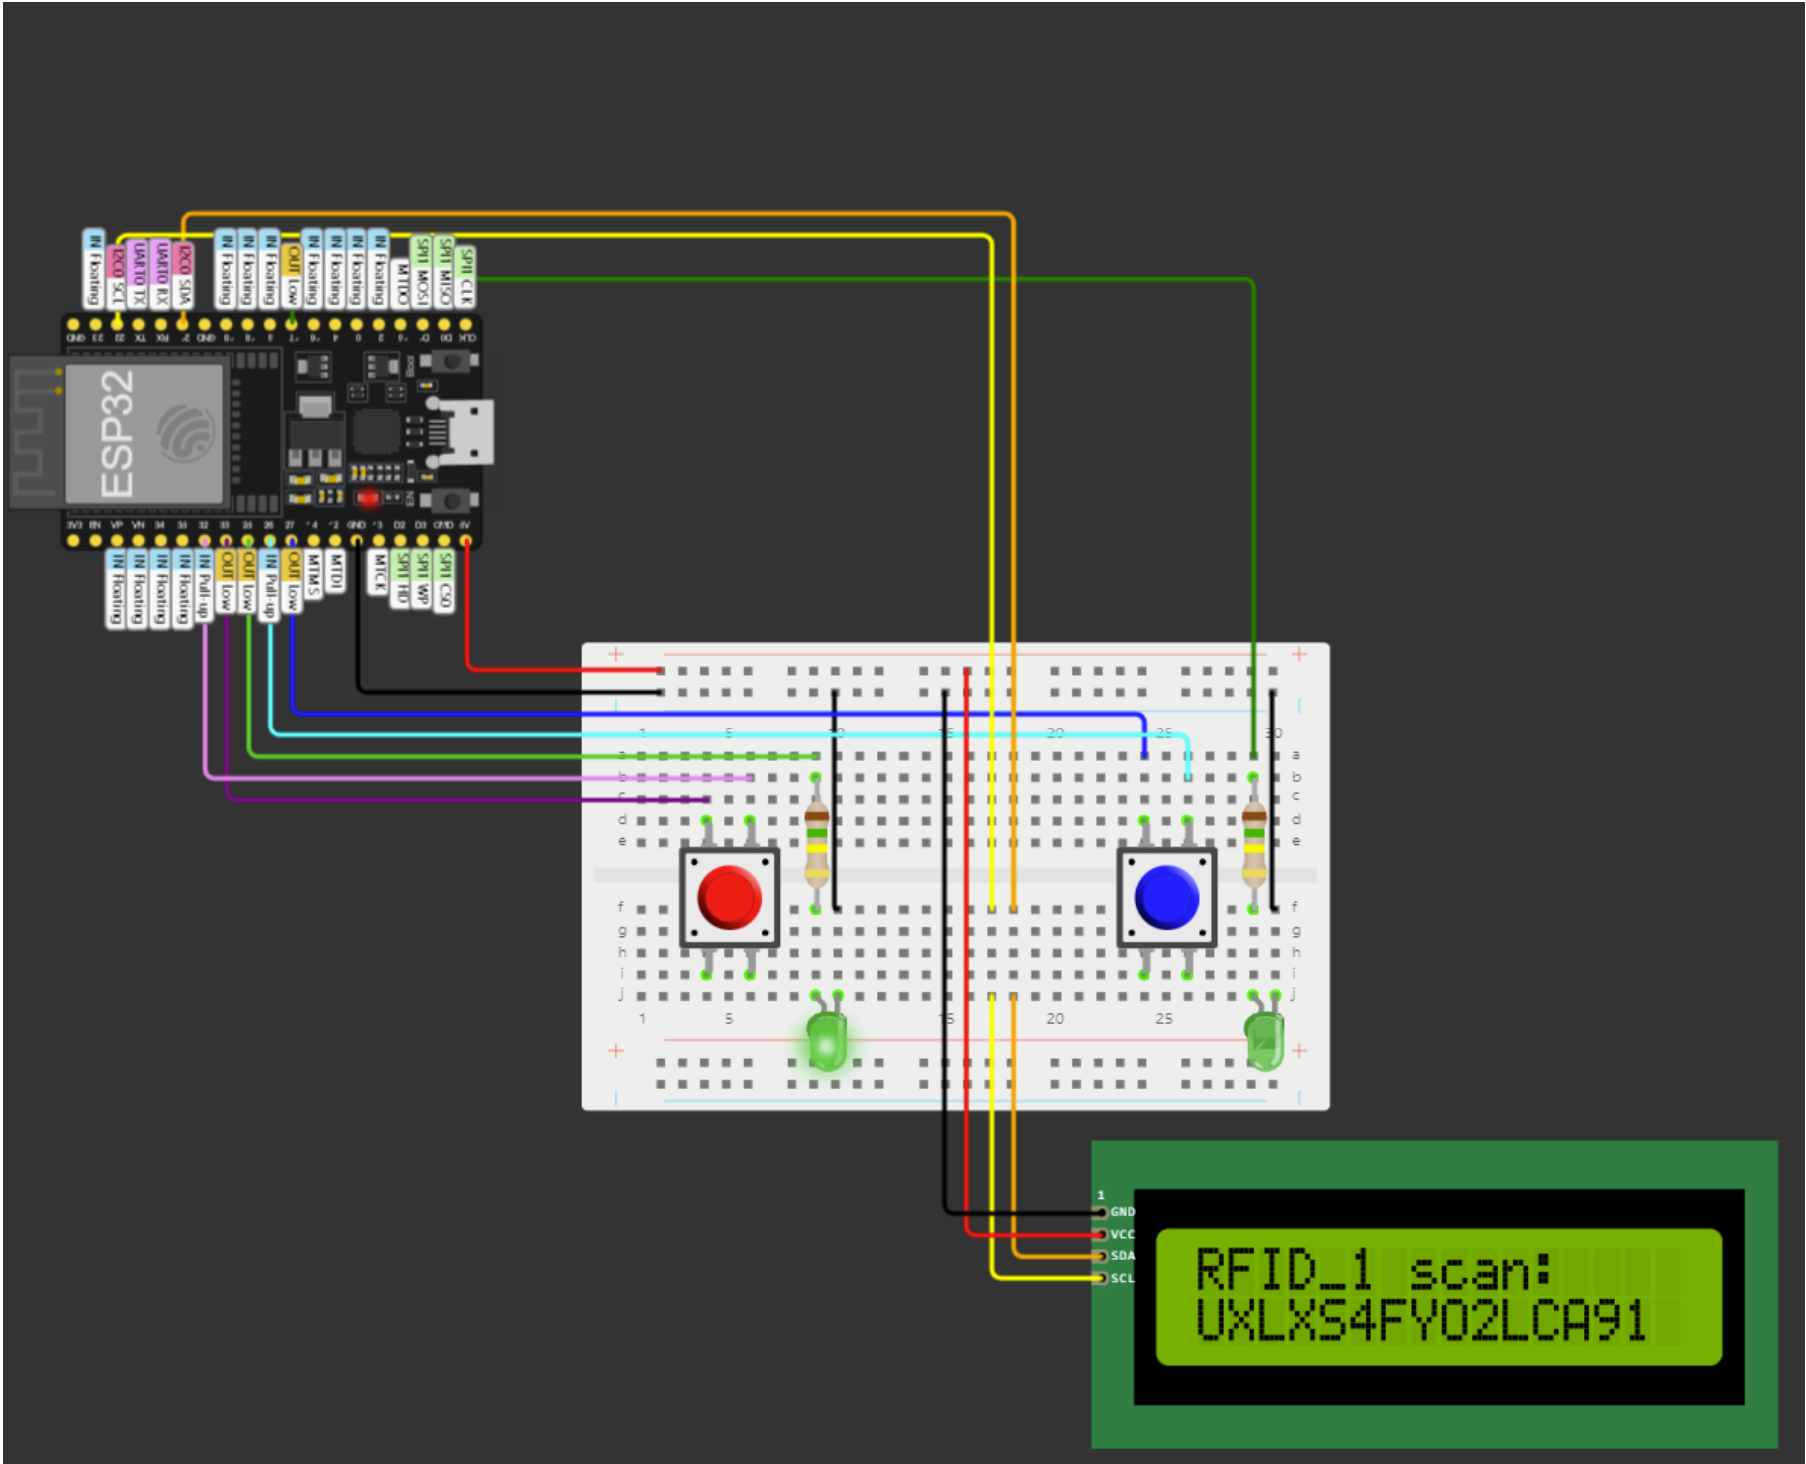 IN Floating
I2C0 SCL
UART0 TX
UART0 RX
I2C0 SDA
IN Floating
IN Floating
IN Floating
OUT Low
IN Floating
IN Floating
IN Floating
IN Floating
MTDO
SPI1 MOSI
SPI1 MISO
SPI1 CLK
GND 23 22 TX RX 21 GND 19 18 5 17 16 4 0 2 15 D1 D0 CLK
Boot
ESP32
EN
3V3 EN VP VN 34 35 32 33 25 26 27 14 12 GND 13 D2 D3 CMD 5V
IN Floating
IN Floating
IN Floating
IN Floating
IN Pull-up
OUT Low
OUT Low
IN Pull-up
OUT Low
MTMS
MTDI
MTCK
SPI1 HD
SPI1 WP
SPI1 CS0
1 5 10 20 25 30
a a
b b
c c
d d
e e
f f
g g
h h
i i
j j
1 5 15 20 25
1
GND
VCC
SDA
SCL
RFID_1 scan:
UXLXS4FYO2LCA91